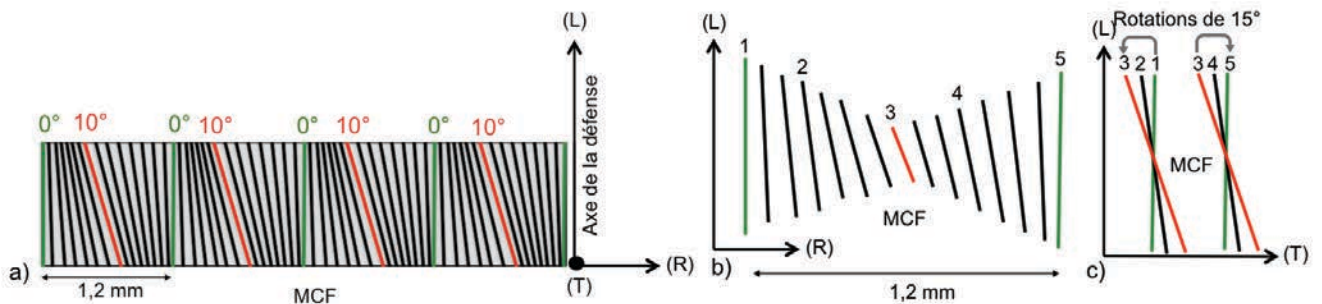 (L)
Axe de la défense
0° 10° 0° 10° 0° 10° 0° 10°
(R)
(T)
a)
1,2 mm
MCF
(L)
1
2
3
4
5
MCF
(R)
b)
1,2 mm
Rotations de 15°
(L)
3 2 1
3 4 5
MCF
c)
(T)